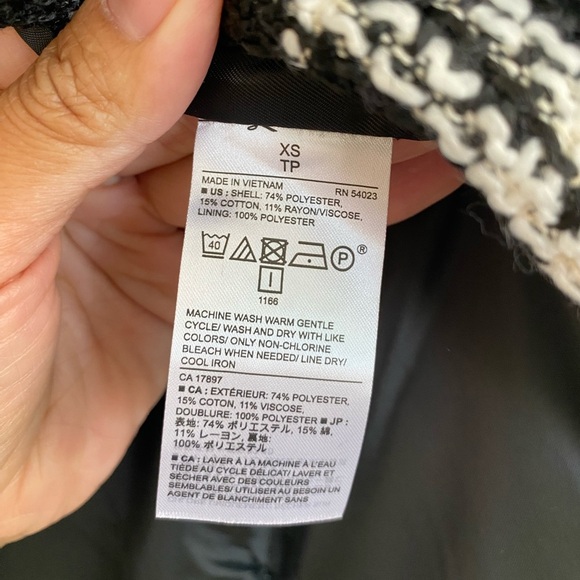 XS
TP
MADE IN VIETNAM RN 54023
■ US : SHELL: 74% POLYESTER,
15% COTTON, 11% RAYON/VISCOSE,
LINING: 100% POLYESTER
40 P ®
I
1166
MACHINE WASH WARM GENTLE
CYCLE/ WASH AND DRY WITH LIKE
COLORS/ ONLY NON-CHLORINE
BLEACH WHEN NEEDED/ LINE DRY/
COOL IRON
CA 17897
■ CA : EXTÉRIEUR: 74% POLYESTER,
15% COTON, 11% VISCOSE,
DOUBLURE: 100% POLYESTER ■ JP :
表地: 74% ポリエステル, 15% 綿,
11% レーヨン, 裏地:
100% ポリエステル
■ CA : LAVER À LA MACHINE À L'EAU
TIÈDE AU CYCLE DÉLICAT/ LAVER ET
SÉCHER AVEC DES COULEURS
SEMBLABLES/ UTILISER AU BESOIN UN
AGENT DE BLANCHIMENT SANS